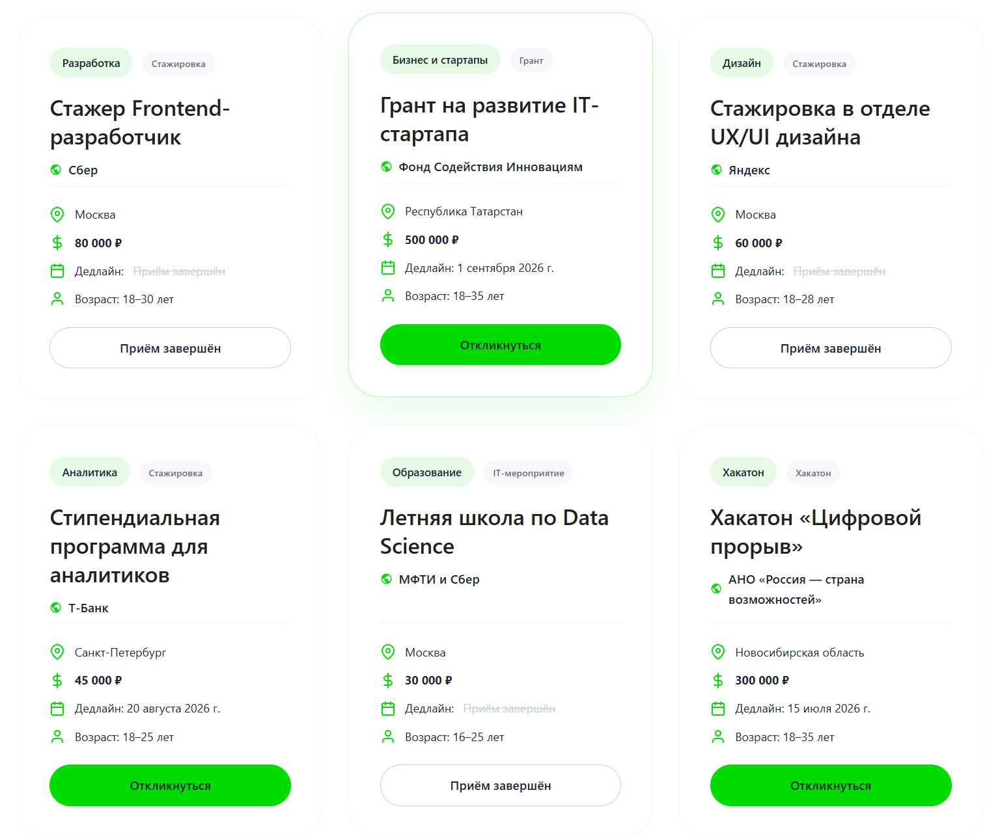 Разработка
Стажировка
Стажер Frontend-
разработчик
Сбер
Москва
80 000 ₽
Дедлайн: Приём завершён
Возраст: 18–30 лет
Приём завершён
Бизнес и стартапы
Грант
Грант на развитие IT-
стартапа
Фонд Содействия Инновациям
Республика Татарстан
500 000 ₽
Дедлайн: 1 сентября 2026 г.
Возраст: 18–35 лет
Откликнуться
Дизайн
Стажировка
Стажировка в отделе
UX/UI дизайна
Яндекс
Москва
60 000 ₽
Дедлайн: Приём завершён
Возраст: 18–28 лет
Приём завершён
Аналитика
Стажировка
Стипендиальная
программа для
аналитиков
Т-Банк
Санкт-Петербург
45 000 ₽
Дедлайн: 20 августа 2026 г.
Возраст: 18–25 лет
Откликнуться
Образование
IT-мероприятие
Летняя школа по Data
Science
МФТИ и Сбер
Москва
30 000 ₽
Дедлайн: Приём завершён
Возраст: 16–25 лет
Приём завершён
Хакатон
Хакатон
Хакатон «Цифровой
прорыв»
АНО «Россия — страна
возможностей»
Новосибирская область
300 000 ₽
Дедлайн: 15 июля 2026 г.
Возраст: 18–35 лет
Откликнуться